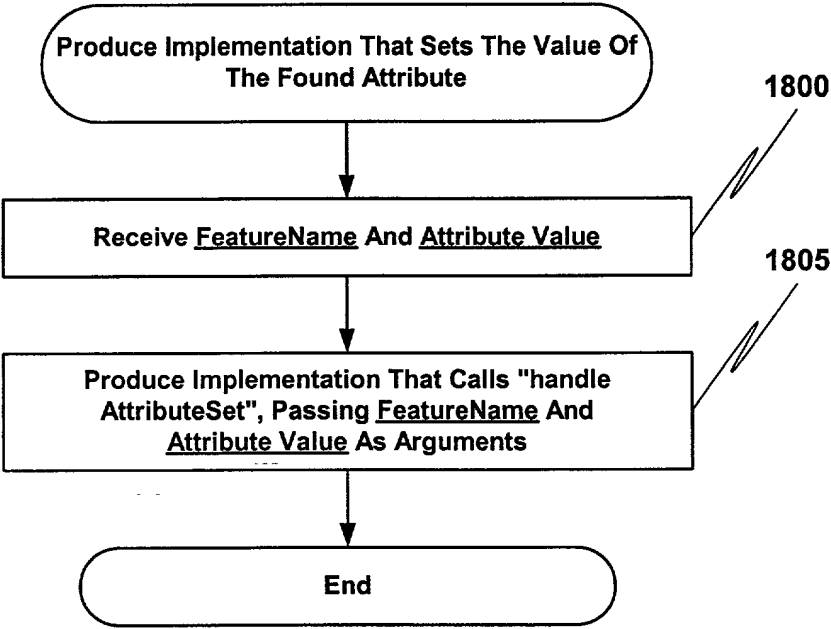 Produce Implementation That Sets The Value Of
The Found Attribute
1800
Receive FeatureName And Attribute Value
1805
Produce Implementation That Calls "handle
AttributeSet", Passing FeatureName And
Attribute Value As Arguments
End